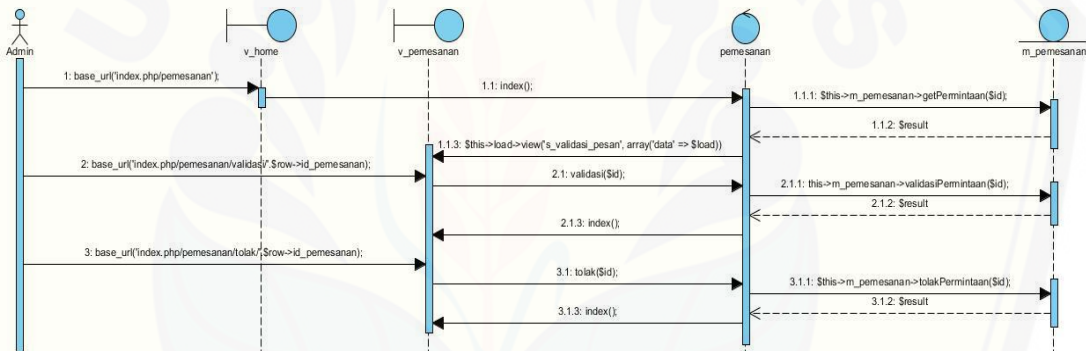 Admin
v_home
v_pemesanan
pemesanan
m_pemesanan
1: base_url('index.php/pemesanan');
1.1: index();
1.1.1: $this->m_pemesanan->getPermintaan($id);
1.1.2: $result
1.1.3: $this->load->view('s_validasi_pesan', array('data' => $load))
2: base_url('index.php/pemesanan/validasi/'.$row->id_pemesanan);
2.1: validasi($id);
2.1.1: this->m_pemesanan->validasiPermintaan($id);
2.1.2: $result
2.1.3: index();
3: base_url('index.php/pemesanan/tolak/'.$row->id_pemesanan);
3.1: tolak($id);
3.1.1: $this->m_pemesanan->tolakPermintaan($id);
3.1.2: $result
3.1.3: index();